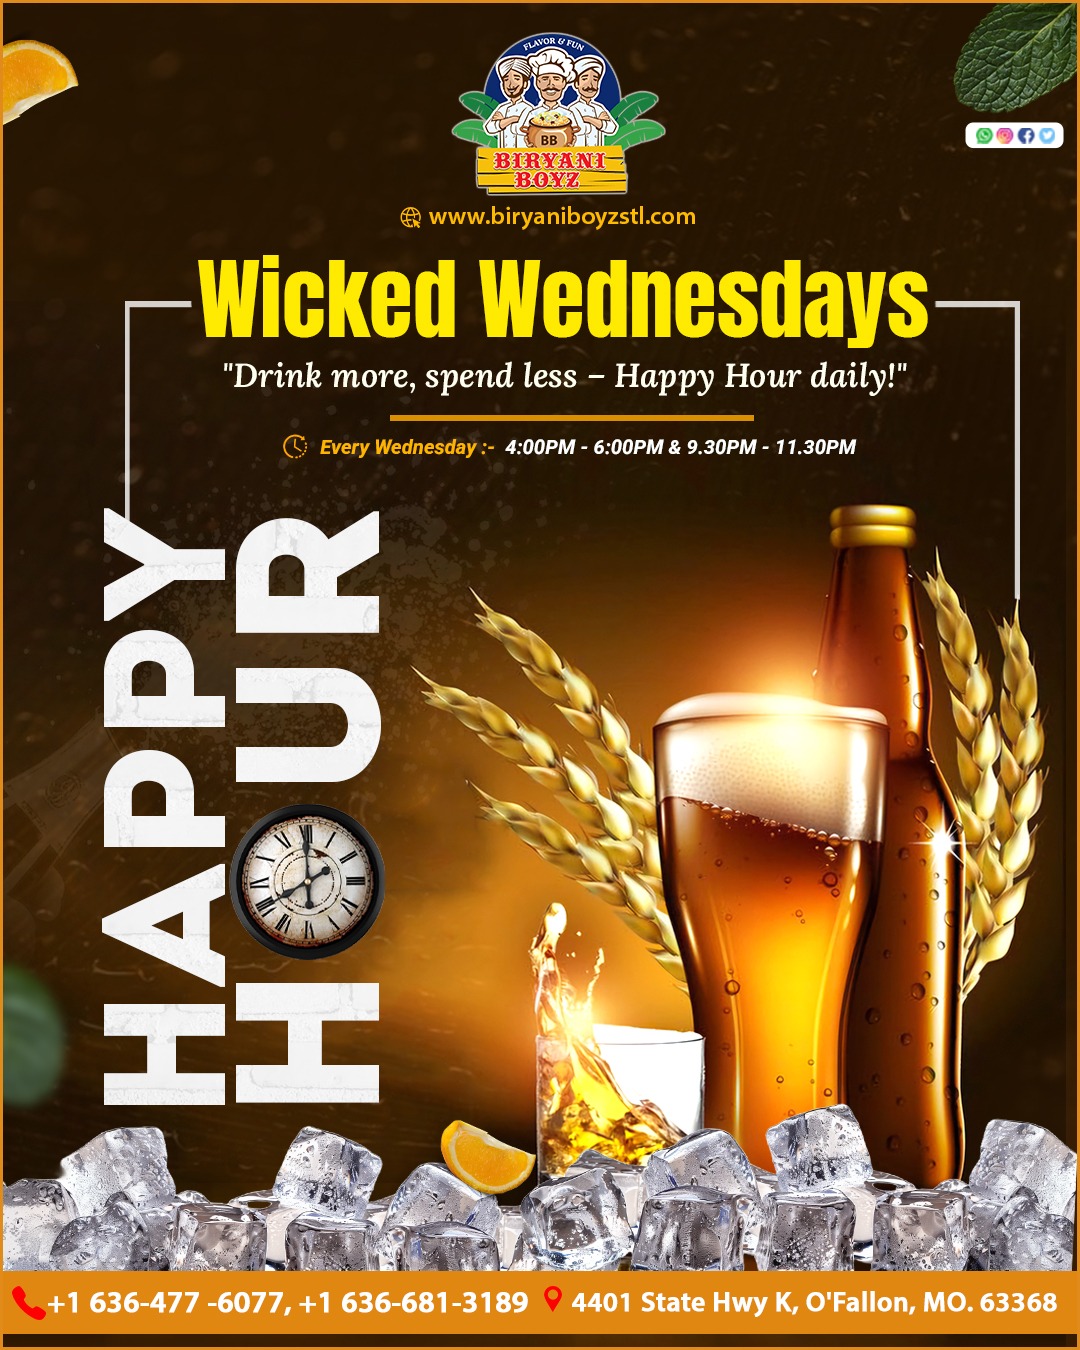 FLAVOR & FUN
BB
BIRYANI
BOYZ
www.biryaniboyzstl.com
Wicked Wednesdays
"Drink more, spend less – Happy Hour daily!"
Every Wednesday :- 4:00PM - 6:00PM & 9.30PM - 11.30PM
HAPPY
HOUR
+1 636-477 -6077, +1 636-681-3189
4401 State Hwy K, O'Fallon, MO. 63368